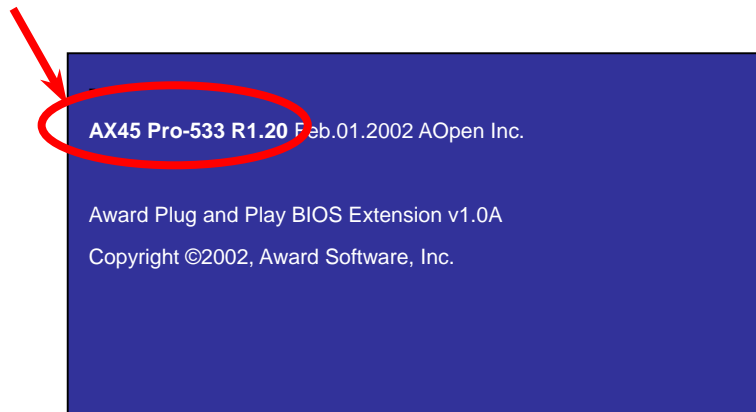 AX45 Pro-533 R1.20 Feb.01.2002 AOpen Inc.
Award Plug and Play BIOS Extension v1.0A
Copyright ©2002, Award Software, Inc.